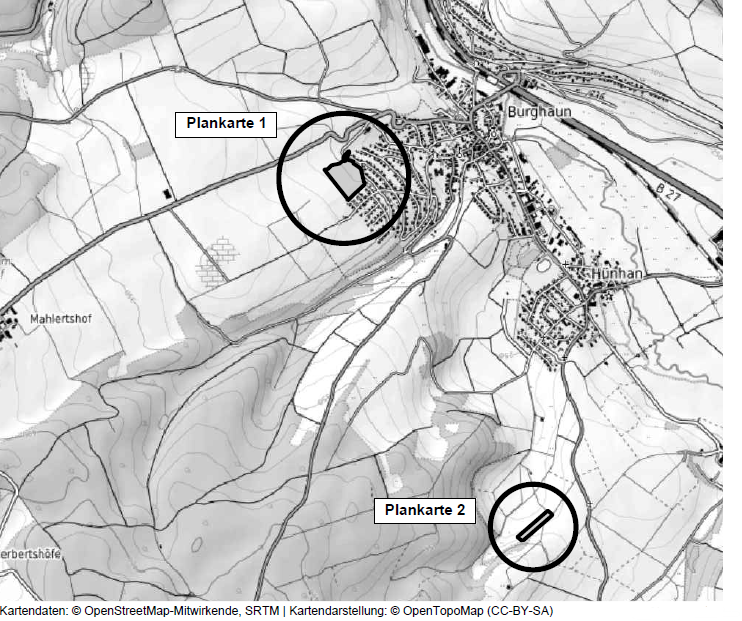 Burghaun
Plankarte 1
B 27
Hünhan
Mahlertshof
Plankarte 2
erbertshöfe
Kartendaten: © OpenStreetMap-Mitwirkende, SRTM | Kartendarstellung: © OpenTopoMap (CC-BY-SA)